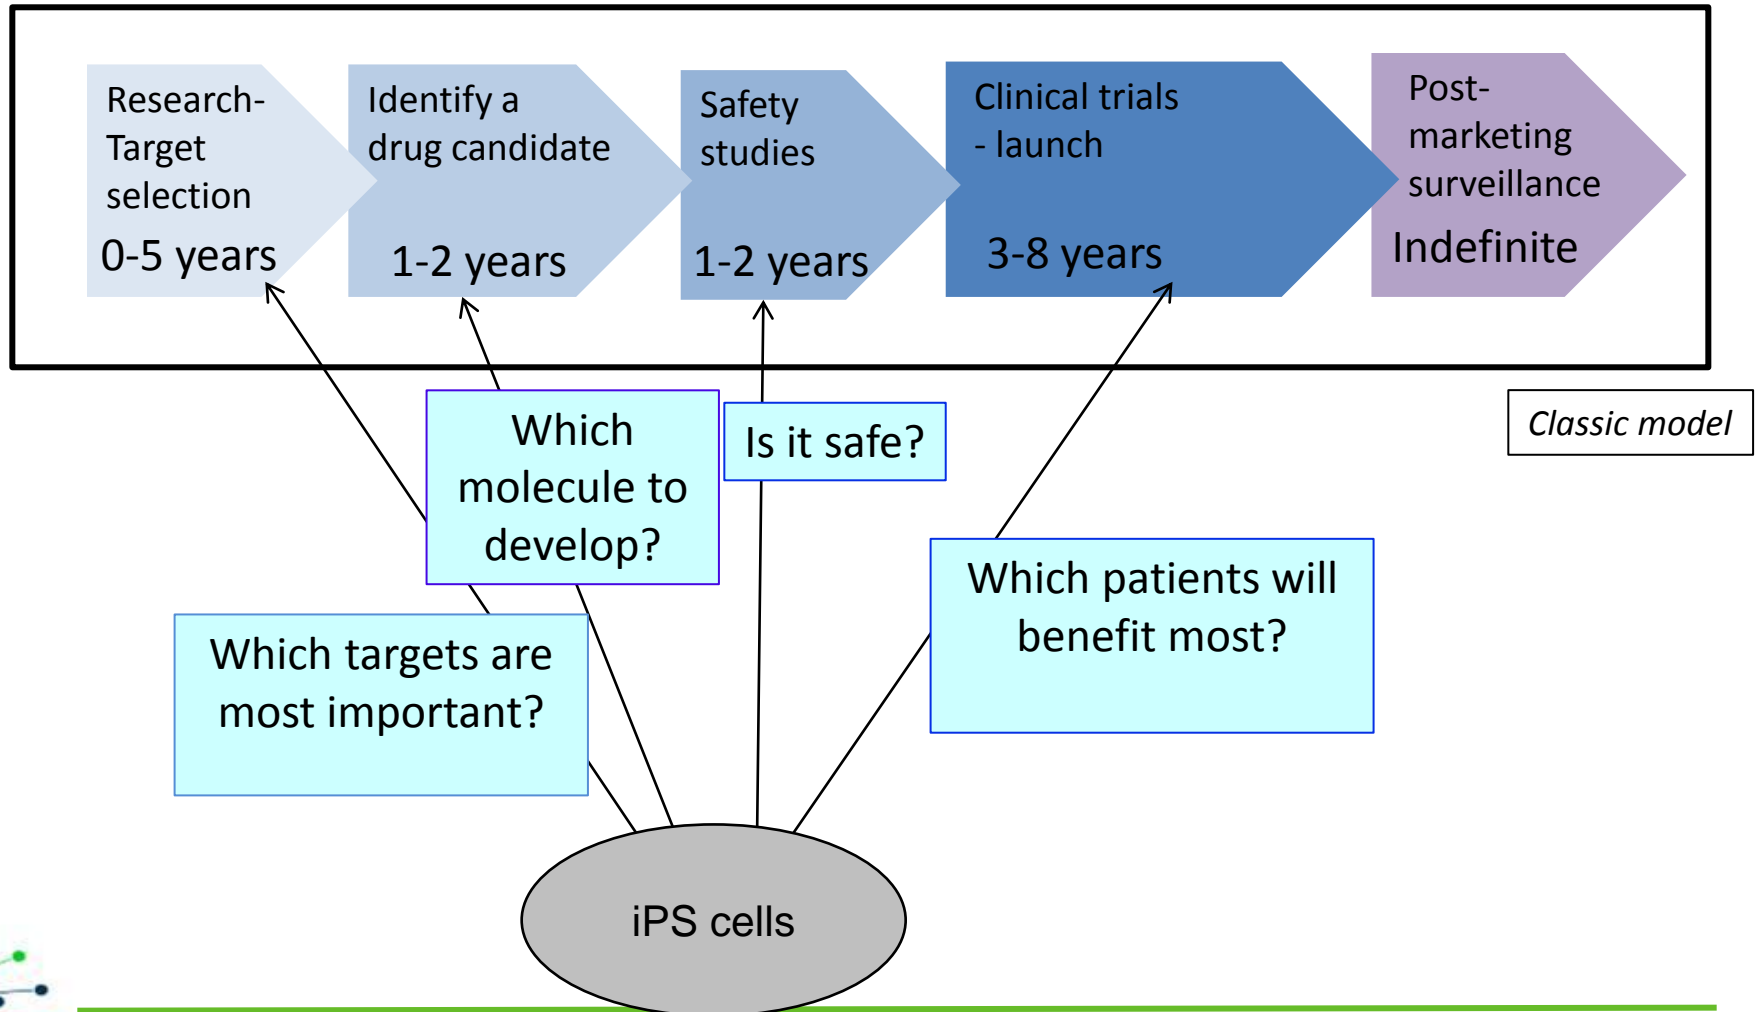 Research-
Target
selection
0-5 years
Identify a
drug candidate
1-2 years
Safety
studies
1-2 years
Clinical trials
- launch
3-8 years
Post-
marketing
surveillance
Indefinite
Classic model
Which
molecule to
develop?
Is it safe?
Which targets are
most important?
Which patients will
benefit most?
iPS cells